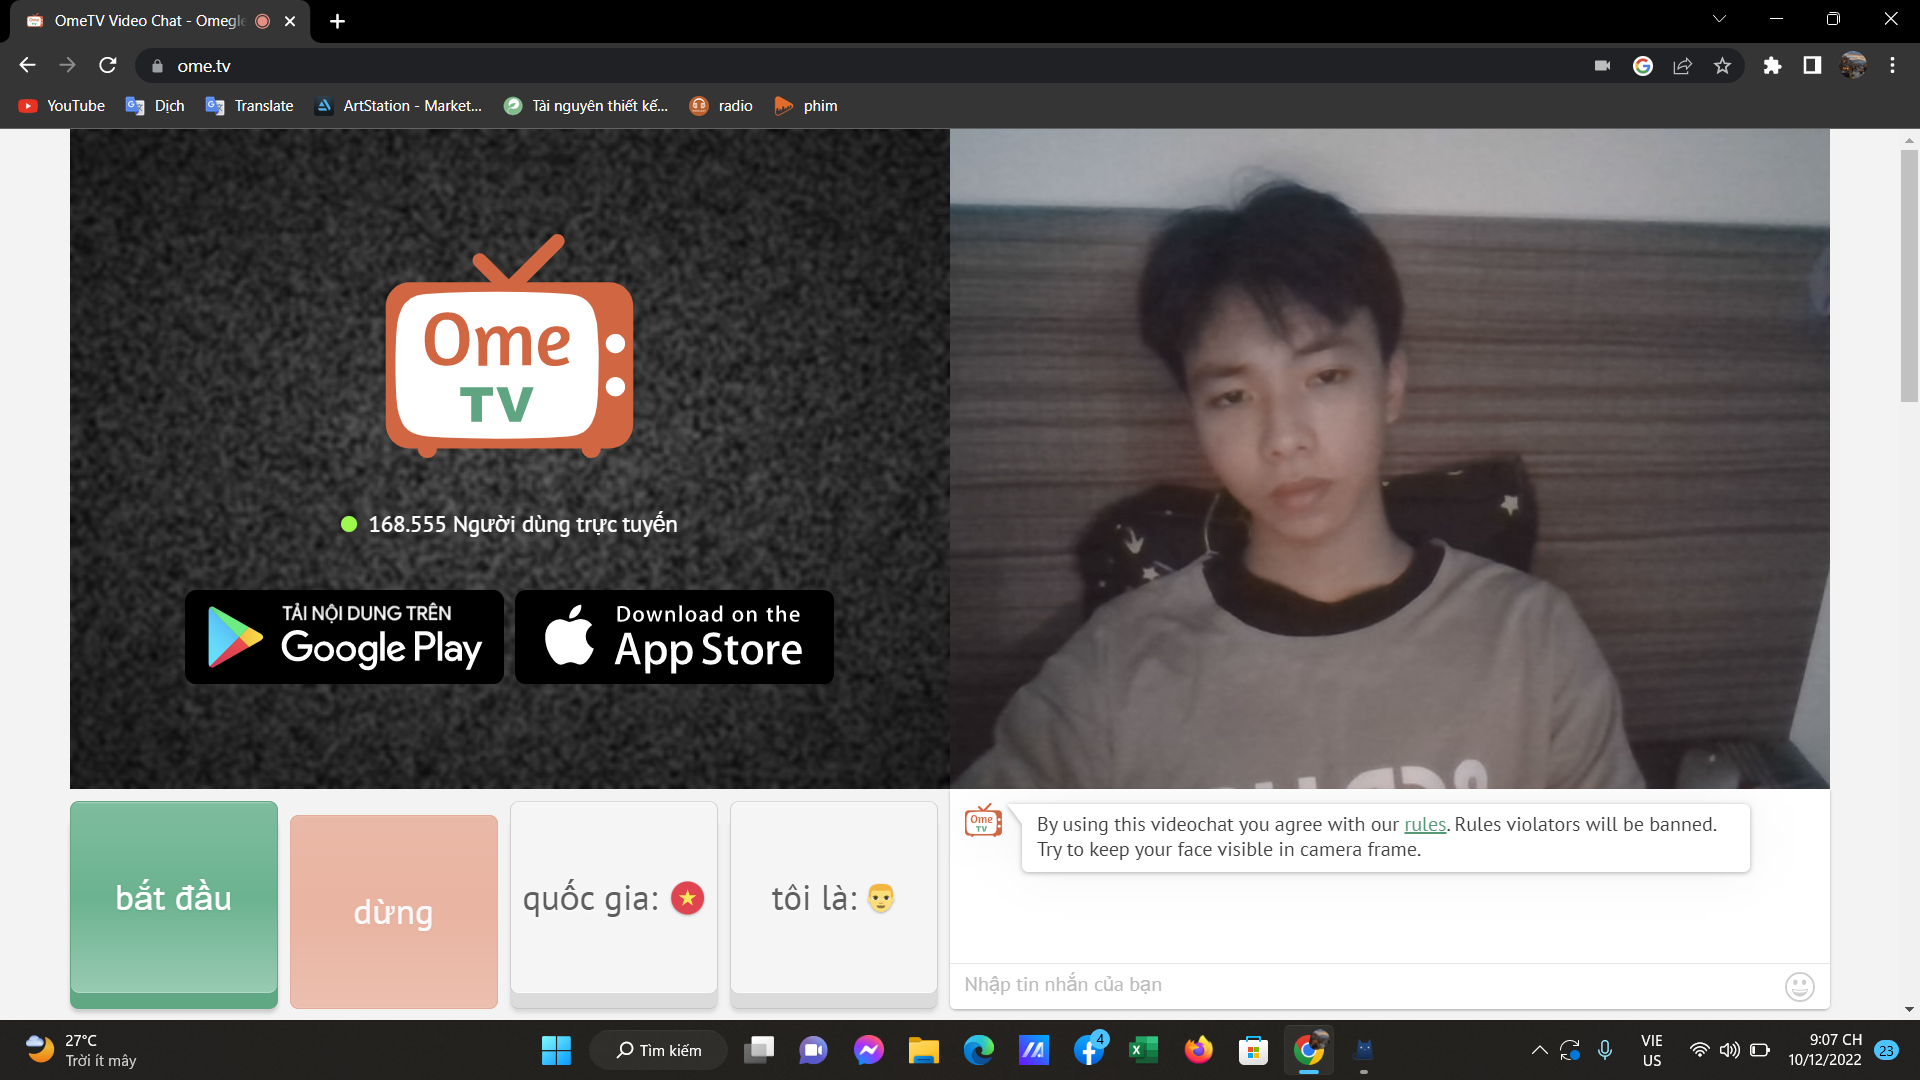 OmeTV Video Chat - Omegle
ome.tv
YouTube
Dịch
Translate
ArtStation - Market...
Tài nguyên thiết kế...
radio
phim
Ome
TV
168.555 Người dùng trực tuyến
TẢI NỘI DUNG TRÊN
Google Play
Download on the
App Store
bắt đầu
dừng
quốc gia:
tôi là:
Ome
TV
By using this videochat you agree with our rules. Rules violators will be banned.
Try to keep your face visible in camera frame.
Nhập tin nhắn của bạn
27°C
Trời ít mây
Tìm kiếm
4
VIE
US
9:07 CH
10/12/2022
23